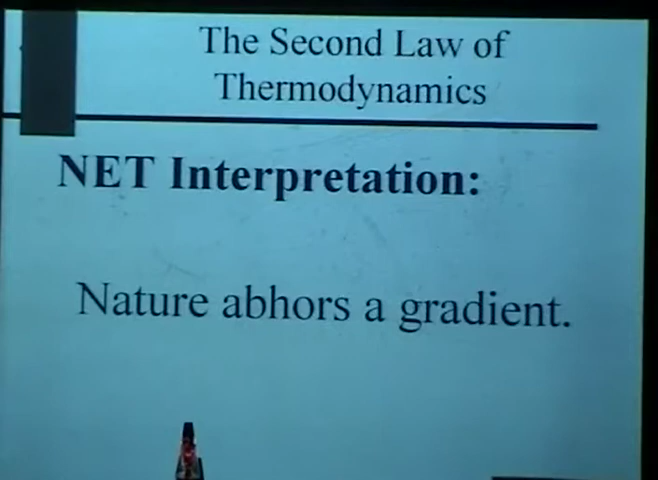 The Second Law of
Thermodynamics
NET Interpretation:
Nature abhors a gradient.